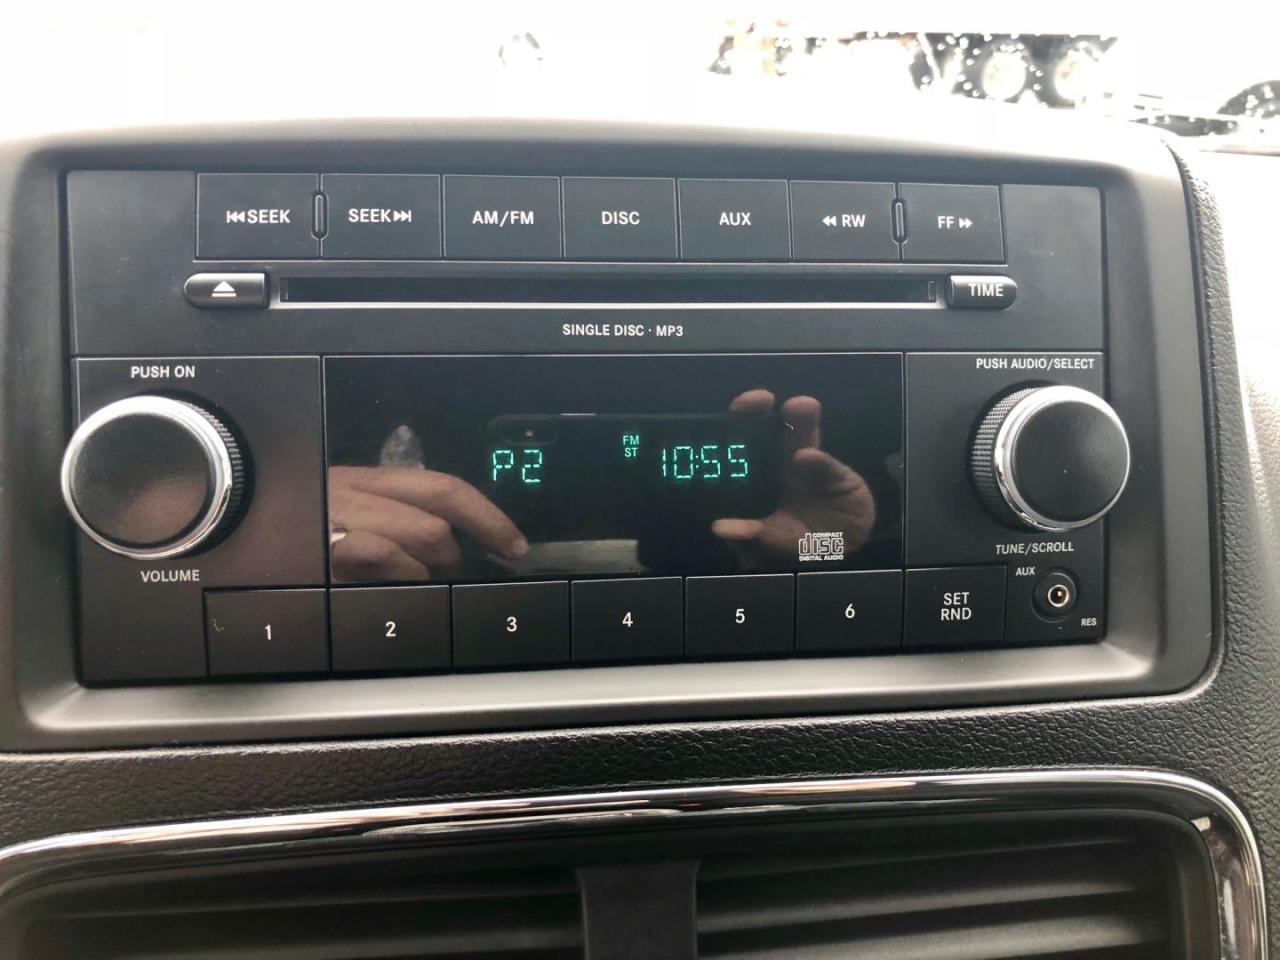 SEEK SEEK AM/FM DISC AUX RW FF
TIME
SINGLE DISC · MP3
PUSH ON
PUSH AUDIO/SELECT
FM
ST
P2 10:55
COMPACT
disc
DIGITAL AUDIO
VOLUME
TUNE/SCROLL
1 2 3 4 5 6
SET
RND
AUX
RES